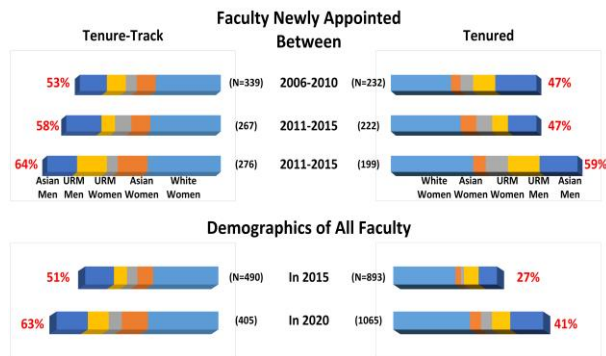 Faculty Newly Appointed
Between
Tenure-Track
Tenured
53% (N=339) 2006-2010 (N=232) 47%
58% (267) 2011-2015 (222) 47%
64% (276) 2011-2015 (199) 59%
Asian Men URM Men URM Women Asian Women White Women
White Women Asian Women URM Women URM Men Asian Men
Demographics of All Faculty
51% (N=490) In 2015 (N=893) 27%
63% (405) In 2020 (1065) 41%